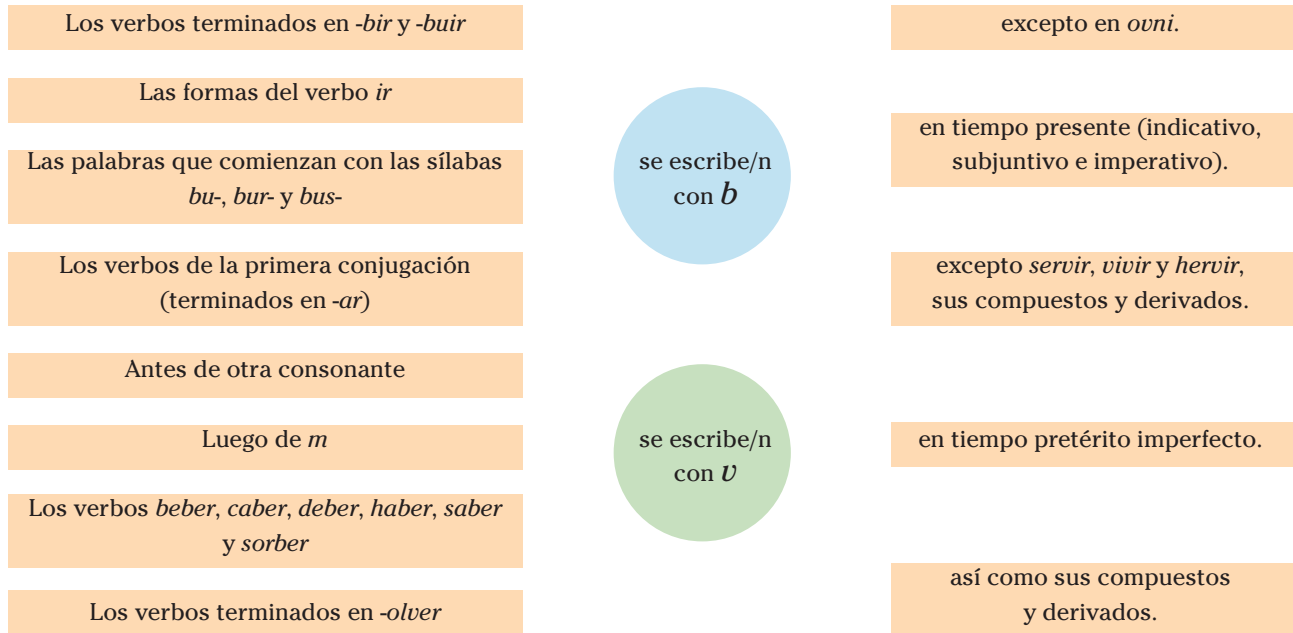 Los verbos terminados en -bir y -buir
Las formas del verbo ir
Las palabras que comienzan con las sílabas
bu-, bur- y bus-
Los verbos de la primera conjugación
(terminados en -ar)
Antes de otra consonante
Luego de m
Los verbos beber, caber, deber, haber, saber
y sorber
Los verbos terminados en -olver
se escribe/n
con b
se escribe/n
con v
excepto en ovni.
en tiempo presente (indicativo,
subjuntivo e imperativo).
excepto servir, vivir y hervir,
sus compuestos y derivados.
en tiempo pretérito imperfecto.
así como sus compuestos
y derivados.